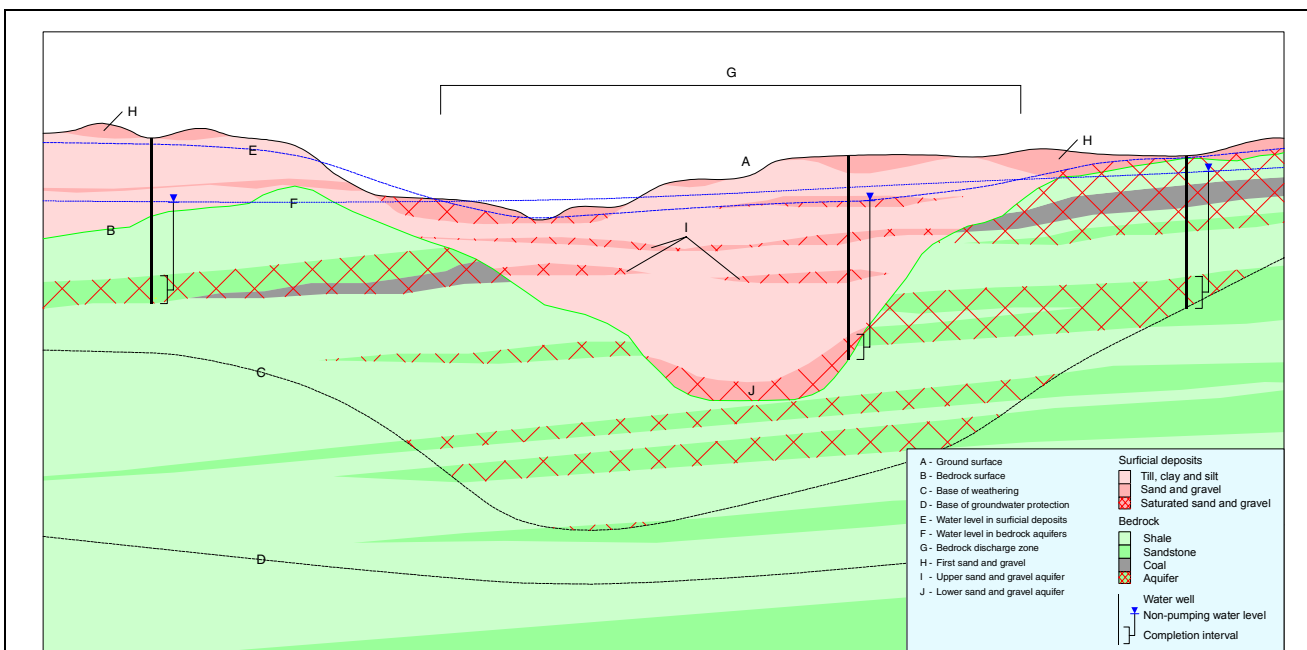 G
H
A
H
E
F
B
I
C
J
D
A - Ground surface
B - Bedrock surface
C - Base of weathering
D - Base of groundwater protection
E - Water level in surficial deposits
F - Water level in bedrock aquifers
G - Bedrock discharge zone
H - First sand and gravel
I - Upper sand and gravel aquifer
J - Lower sand and gravel aquifer
Surficial deposits
Till, clay and silt
Sand and gravel
Saturated sand and gravel
Bedrock
Shale
Sandstone
Coal
Aquifer
Water well
Non-pumping water level
Completion interval